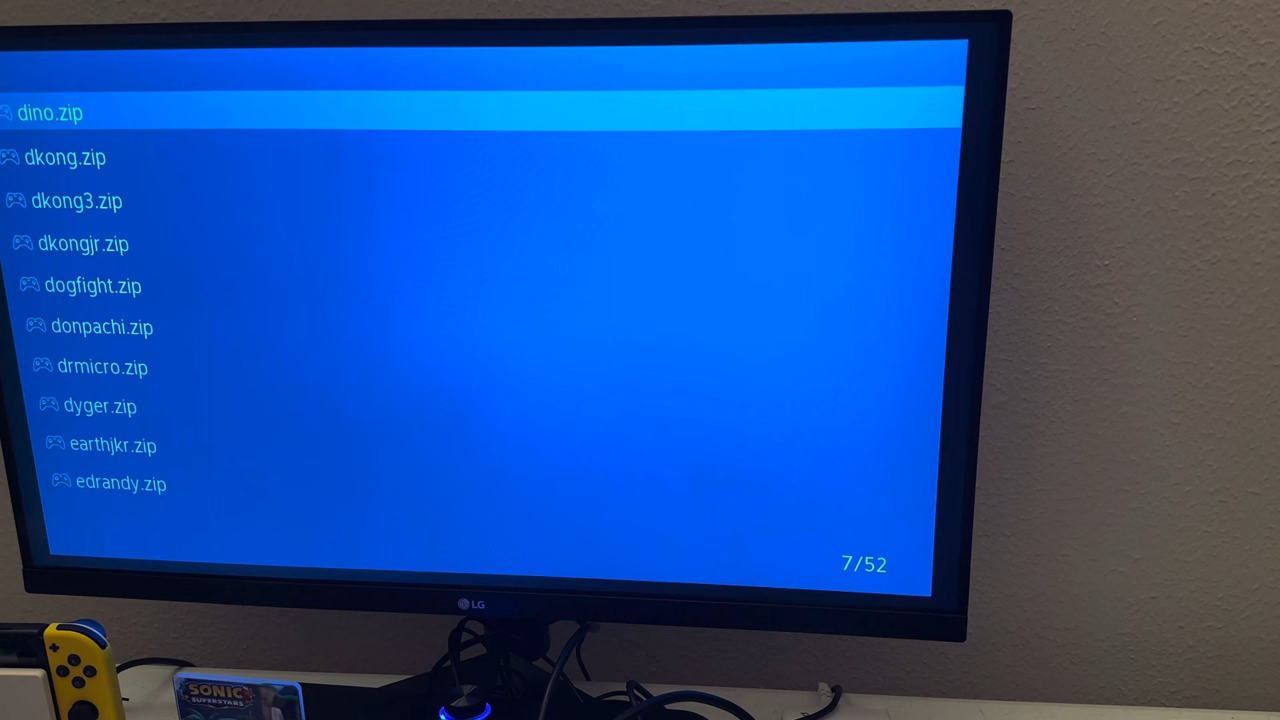 dino.zip
dkong.zip
dkong3.zip
dkongjr.zip
dogfight.zip
donpachi.zip
drmicro.zip
dyger.zip
earthjkr.zip
edrandy.zip
7/52
LG
SONIC
SUPERSTARS